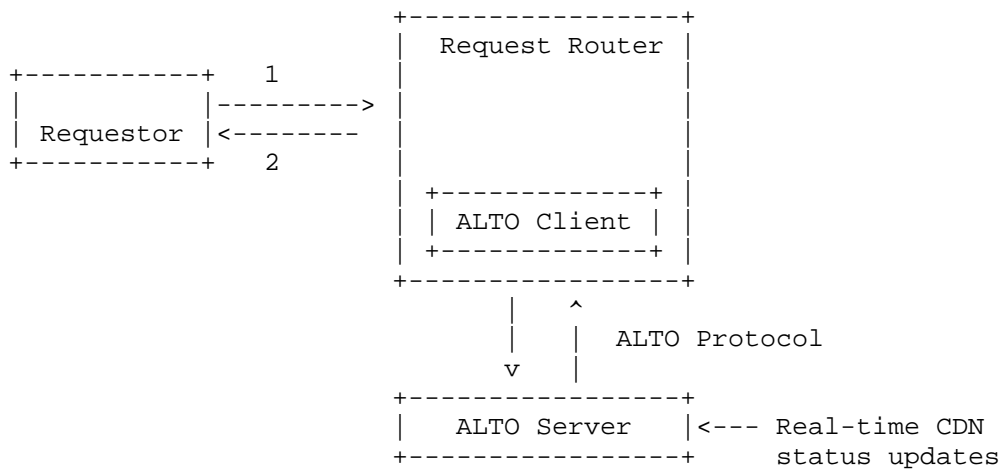 Request Router
1
Requestor
2
ALTO Client
ALTO Protocol
ALTO Server
Real-time CDN
status updates